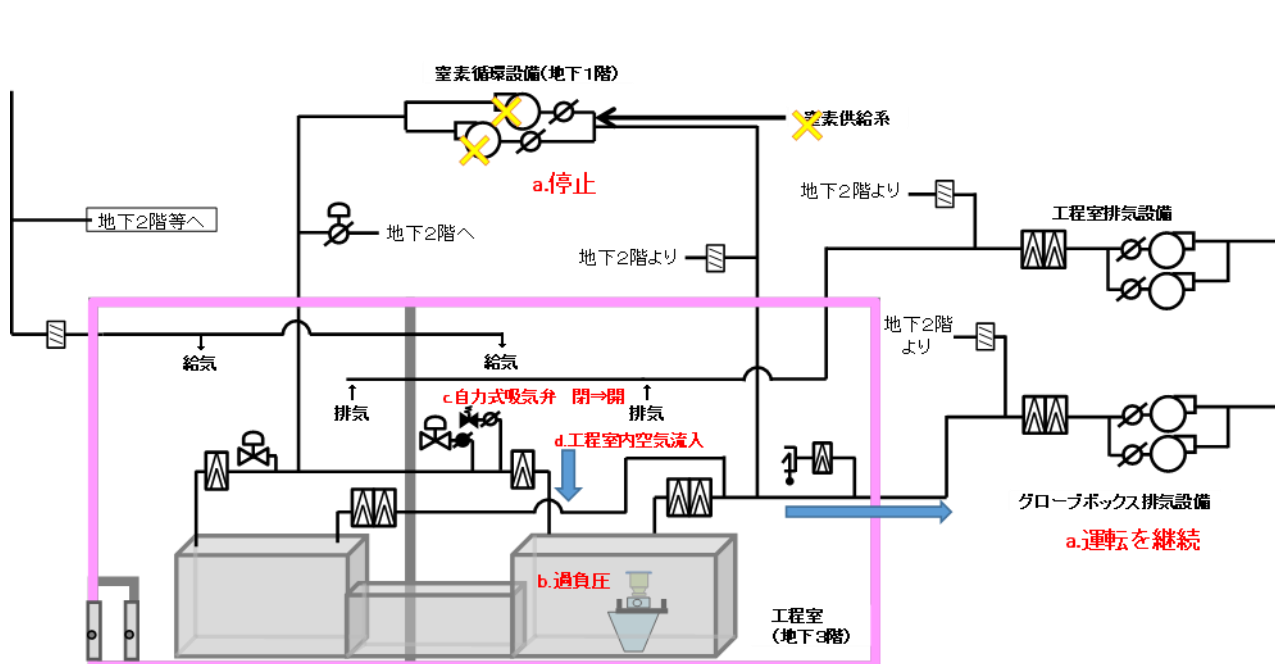 窒素循環設備(地下1階)
窒素供給系
a.停止
地下2階より
地下2階等へ
工程室排気設備
地下2階へ
地下2階より
地下2階
より
給気
給気
c.自力式吸気弁 閉⇒開
排気
排気
d.工程室内空気流入
グローブボックス排気設備
a.運転を継続
b.過負圧
工程室
(地下3階)